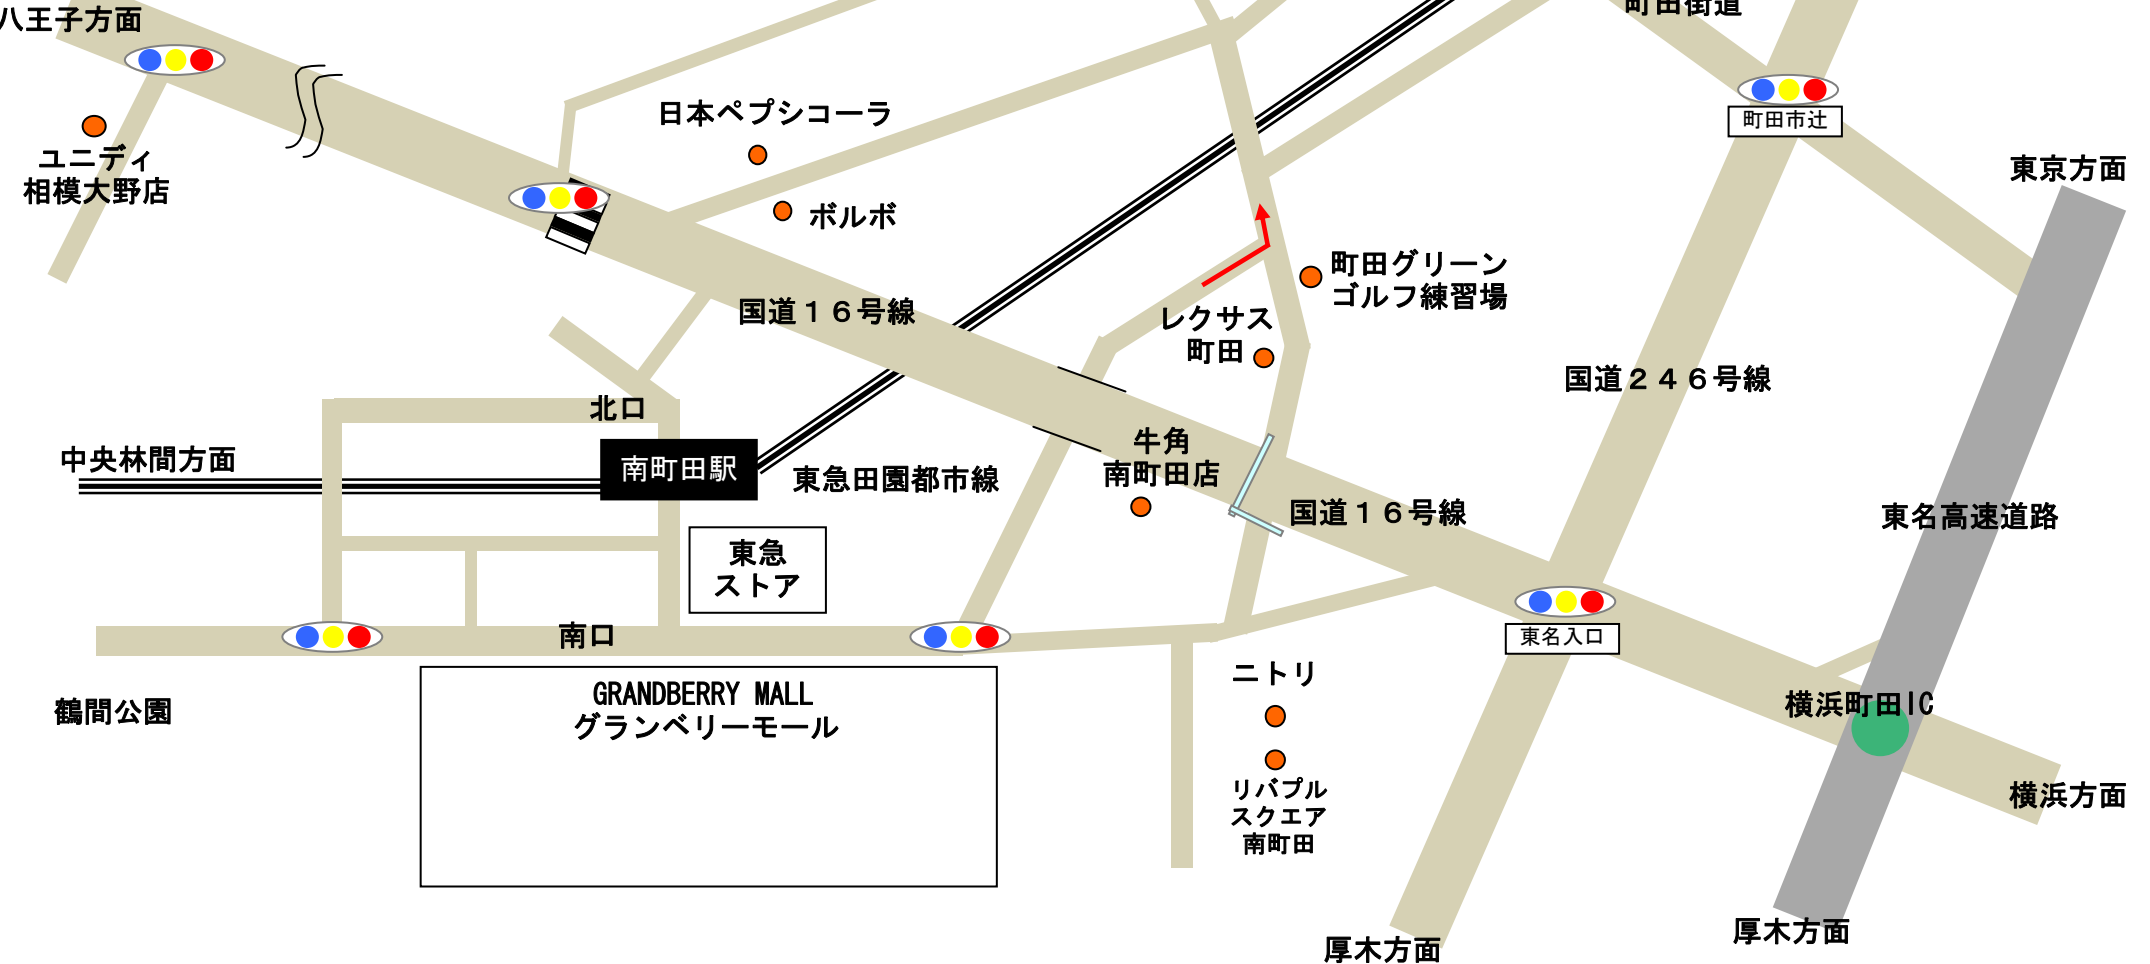 八王子方面
町田街道
日本ペプシコーラ
町田市辻
ユニディ
相模大野店
東京方面
ボルボ
町田グリーン
ゴルフ練習場
国道１６号線
レクサス
町田
国道２４６号線
北口
中央林間方面
南町田駅
東急田園都市線
牛角
南町田店
国道１６号線
東名高速道路
東急
ストア
南口
東名入口
鶴間公園
GRANDBERRY MALL
グランベリーモール
ニトリ
横浜町田IC
リバプル
スクエア
南町田
横浜方面
厚木方面
厚木方面